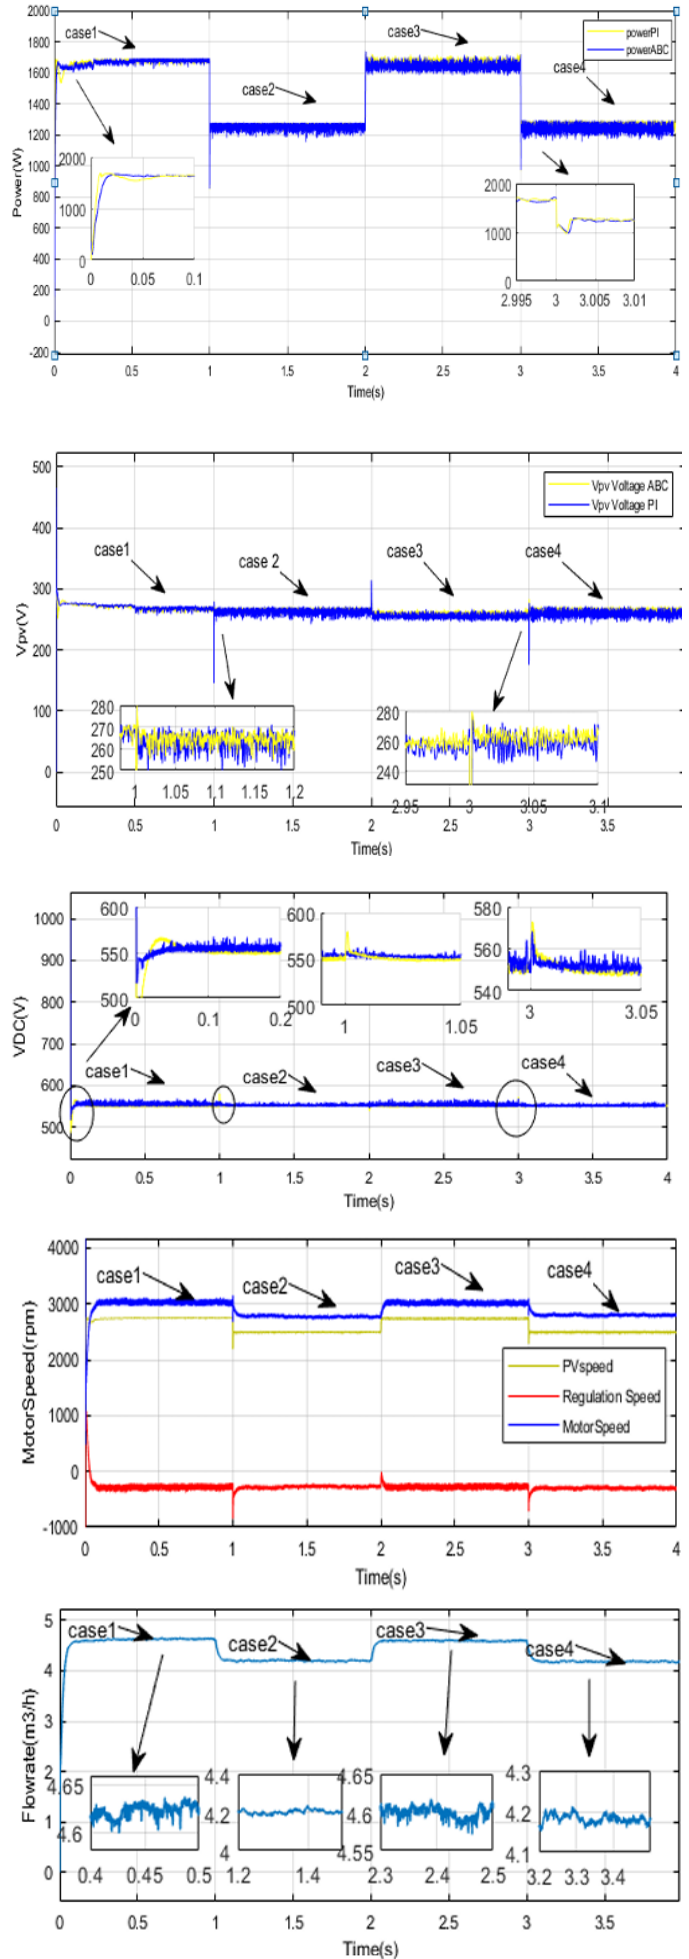 2000
1800
1600
1400
1200
1000
800
600
400
200
0
-200
Power(W)
case1
case2
case3
case4
powerPI
powerABC
2000
1000
0
0 0.05 0.1
2000
1000
0
2.995 3 3.005 3.01
0 0.5 1 1.5 2 2.5 3 3.5 4
Time(s)
500
400
300
200
100
0
Vpv(V)
Vpv Voltage ABC
Vpv Voltage PI
case1
case 2
case3
case4
280
270
260
250
1 1.05 1.1 1.15 1.2
280
260
240
2.95 3 3.05 3.1
0 0.5 1 1.5 2 2.5 3 3.5
Time(s)
1000
900
800
700
600
500
VDC(V)
600
550
500
0 0.1 0.2
600
550
500
1 1.05
580
560
540
3 3.05
case1
case2
case3
case4
0 0.5 1 1.5 2 2.5 3 3.5 4
Time(s)
4000
3000
2000
1000
0
-1000
MotorSpeed(rpm)
case1
case2
case3
case4
PVspeed
Regulation Speed
MotorSpeed
0 0.5 1 1.5 2 2.5 3 3.5 4
Time(s)
5
4
3
2
1
0
Flowrate(m3/h)
case1
case2
case3
case4
4.65
4.6
0.4 0.45 0.5
4.4
4.2
4
1.2 1.4
4.65
4.6
4.55
2.3 2.4 2.5
4.3
4.2
4.1
3.2 3.3 3.4
0 0.5 1 1.5 2 2.5 3 3.5
Time(s)